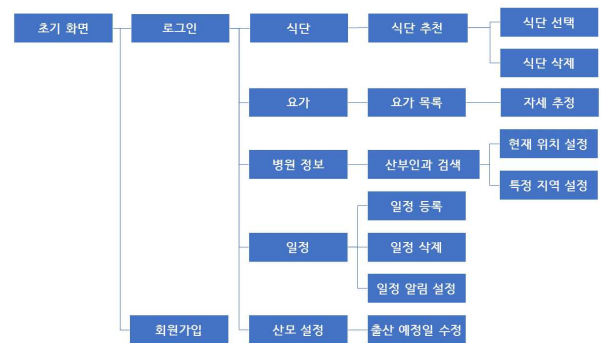 초기 화면
로그인
식단
식단 추천
식단 선택
식단 삭제
요가
요가 목록
자세 추정
병원 정보
산부인과 검색
현재 위치 설정
특정 지역 설정
일정
일정 등록
일정 삭제
일정 알림 설정
회원가입
산모 설정
출산 예정일 수정